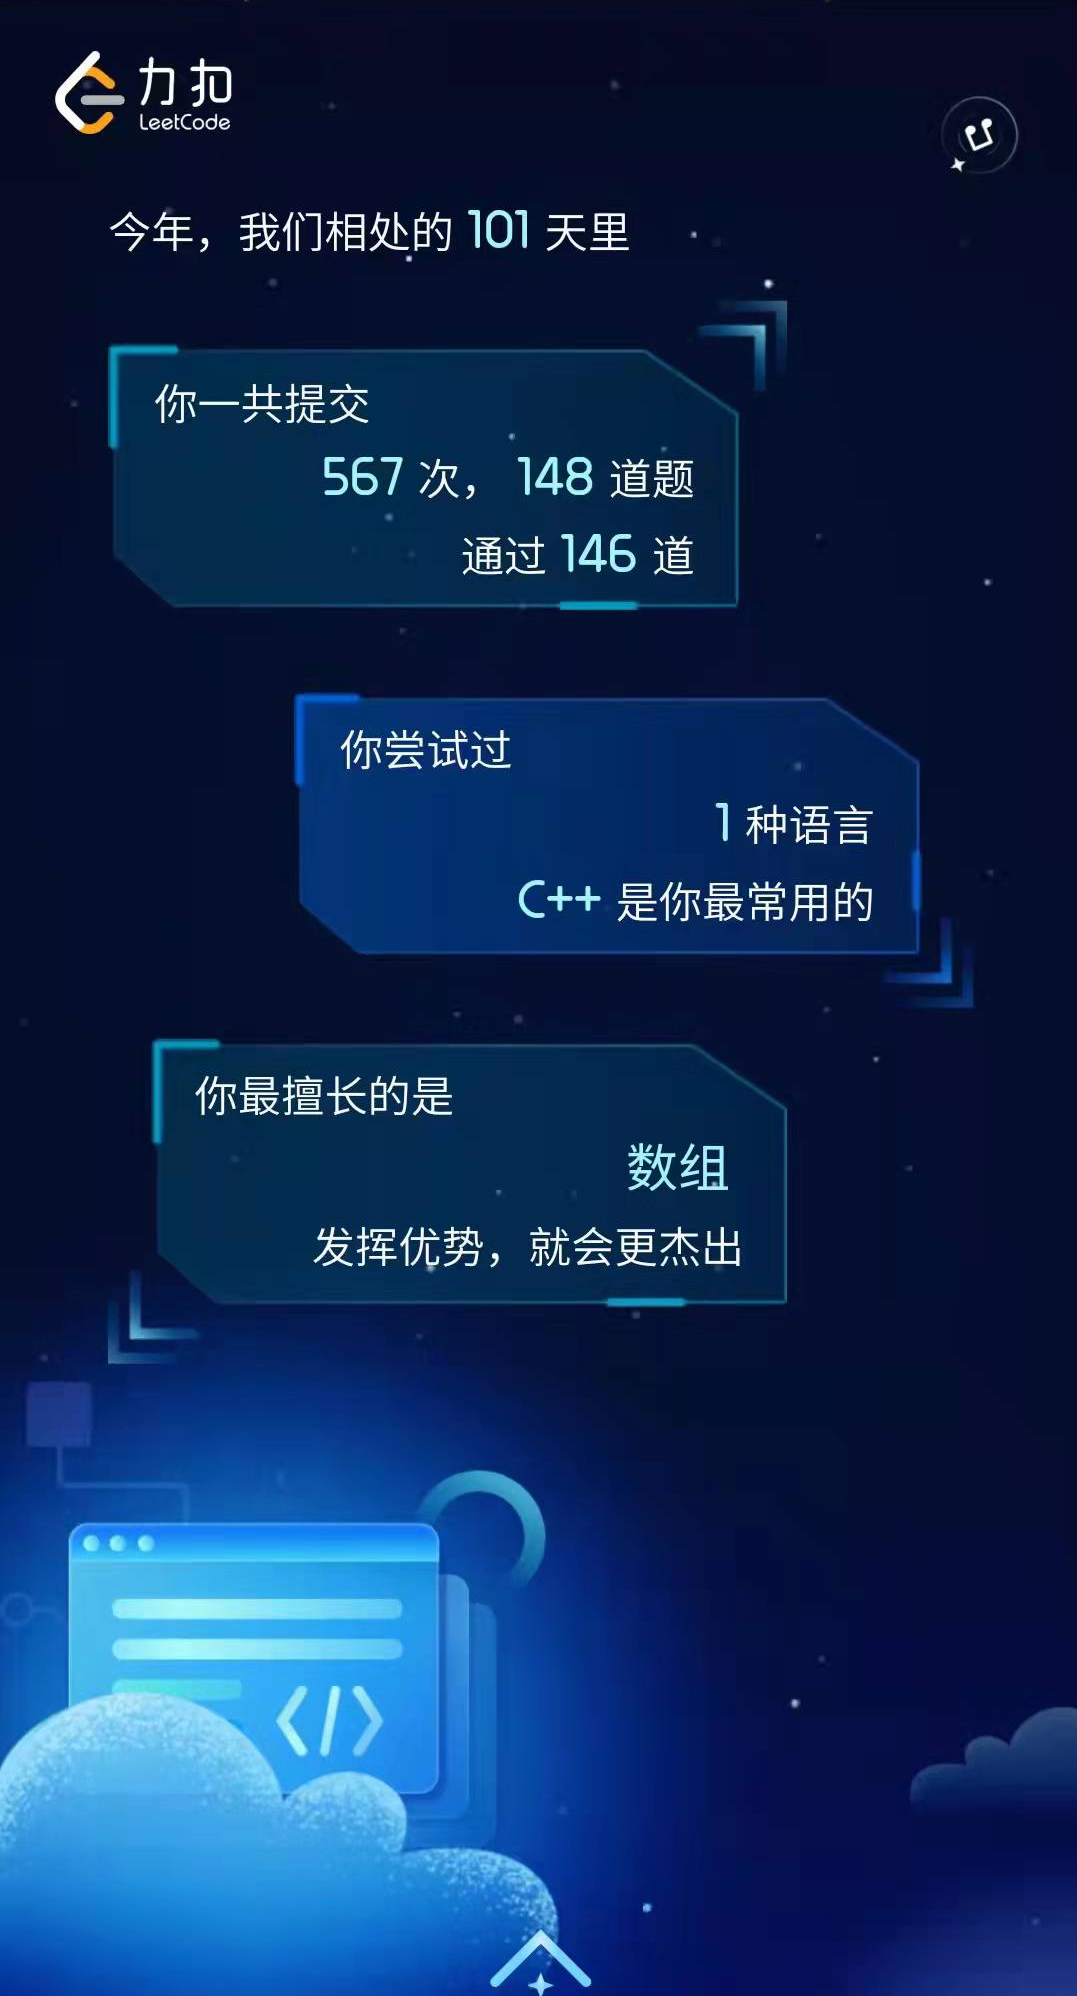 力扣
LeetCode
今年，我们相处的 101 天里
你一共提交
567 次， 148 道题
通过 146 道
你尝试过
1 种语言
C++ 是你最常用的
你最擅长的是
数组
发挥优势，就会更杰出